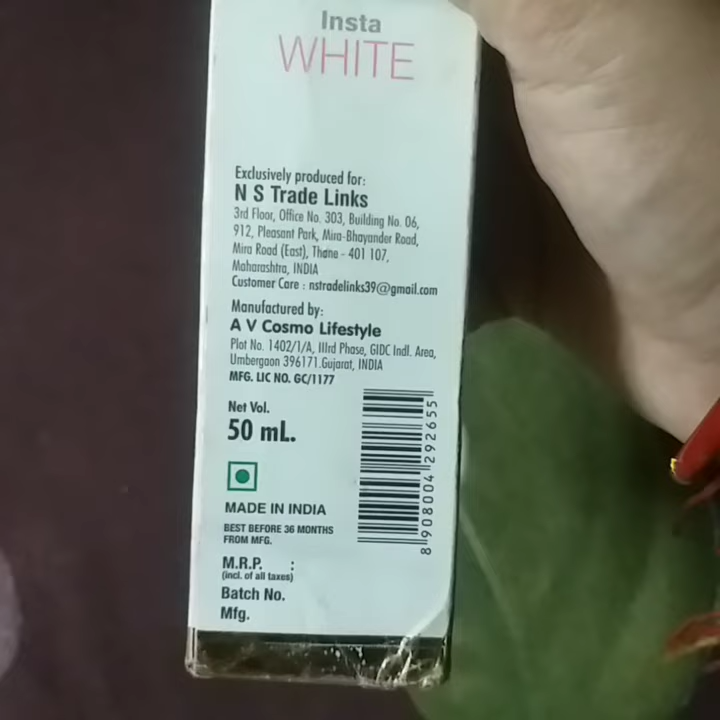 Insta
WHITE
Exclusively produced for:
N S Trade Links
3rd Floor, Office No. 303, Building No. 06,
912, Pleasant Park, Mira-Bhayander Road,
Mira Road (East), Thane - 401 107,
Maharashtra, INDIA
Customer Care : nstradelinks39@gmail.com
Manufactured by:
A V Cosmo Lifestyle
Plot No. 1402/1/A, IIIrd Phase, GIDC Indl. Area,
Umbergaon 396171.Gujarat, INDIA
MFG. LIC NO. GC/1177
Net Vol.
50 mL.
MADE IN INDIA
BEST BEFORE 36 MONTHS
FROM MFG.
M.R.P. :
(incl. of all taxes)
Batch No.
Mfg.
8 908004 292655